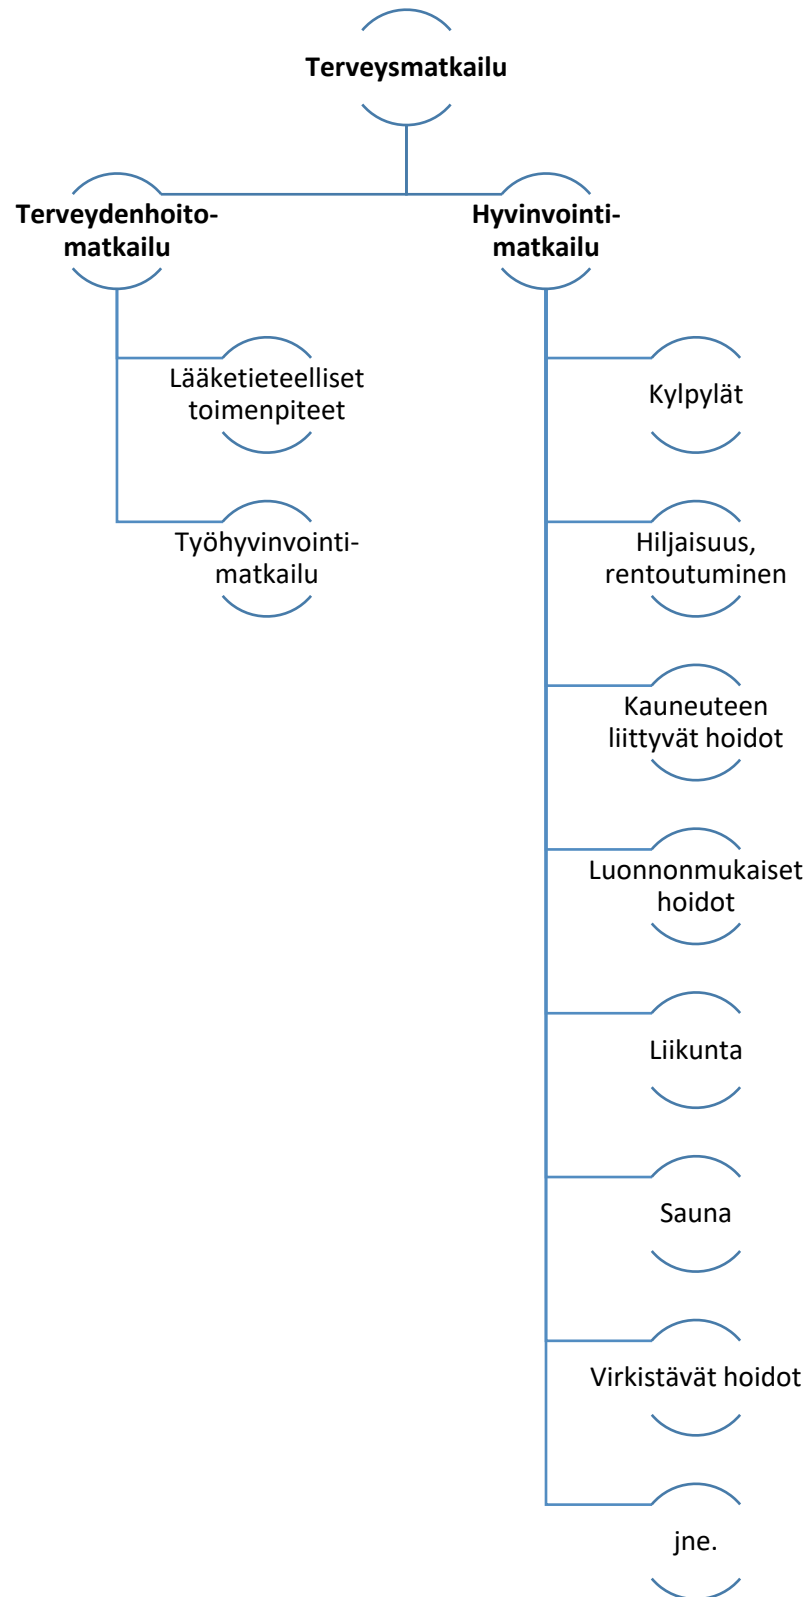 Terveysmatkailu
Terveydenhoito-
matkailu
Hyvinvointi-
matkailu
Lääketieteelliset
toimenpiteet
Työhyvinvointi-
matkailu
Kylpylät
Hiljaisuus,
rentoutuminen
Kauneuteen
liittyvät hoidot
Luonnonmukaiset
hoidot
Liikunta
Sauna
Virkistävät hoidot
jne.